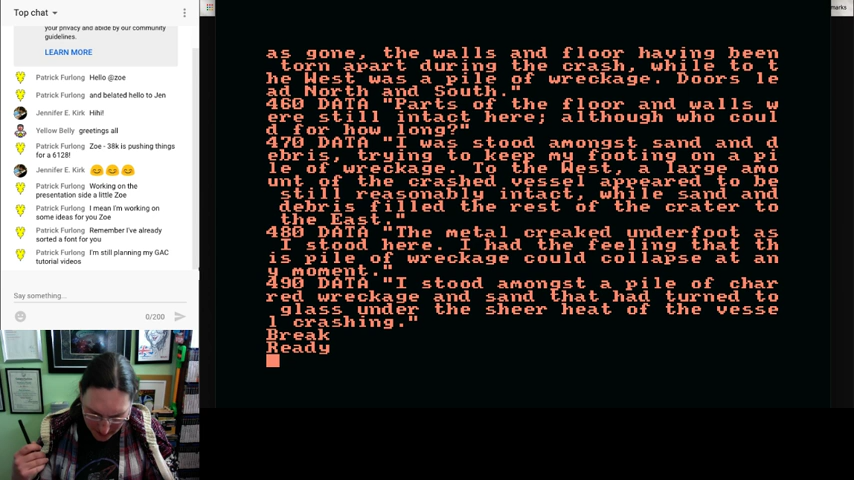 Top chat
marks
your privacy and abide by our community
guidelines.
LEARN MORE
Patrick Furlong Hello @zoe
Patrick Furlong and belated hello to Jen
Jennifer E. Kirk Hihi!
Yellow Belly greetings all
Patrick Furlong Zoe - 38k is pushing things
for a 6128!
Jennifer E. Kirk 😊😊😊
Patrick Furlong Working on the
presentation side a little Zoe
Patrick Furlong I mean I'm working on
some ideas for you Zoe
Patrick Furlong Remember I've already
sorted a font for you
Patrick Furlong I'm still planning my GAC
tutorial videos
Say something...
0/200
as gone, the walls and floor having been
torn apart during the crash, while to t
he West was a pile of wreckage. Doors le
ad North and South."
460 DATA "Parts of the floor and walls w
ere still intact here; although who coul
d for how long?"
470 DATA "I was stood amongst sand and d
ebris, trying to keep my footing on a pi
le of wreckage. To the West, a large amo
unt of the crashed vessel appeared to be
still reasonably intact, while sand and
debris filled the rest of the crater to
the East."
480 DATA "The metal creaked underfoot as
I stood here. I had the feeling that th
is pile of wreckage could collapse at an
y moment."
490 DATA "I stood amongst a pile of char
red wreckage and sand that had turned to
glass under the sheer heat of the vesse
l crashing."
Break
Ready